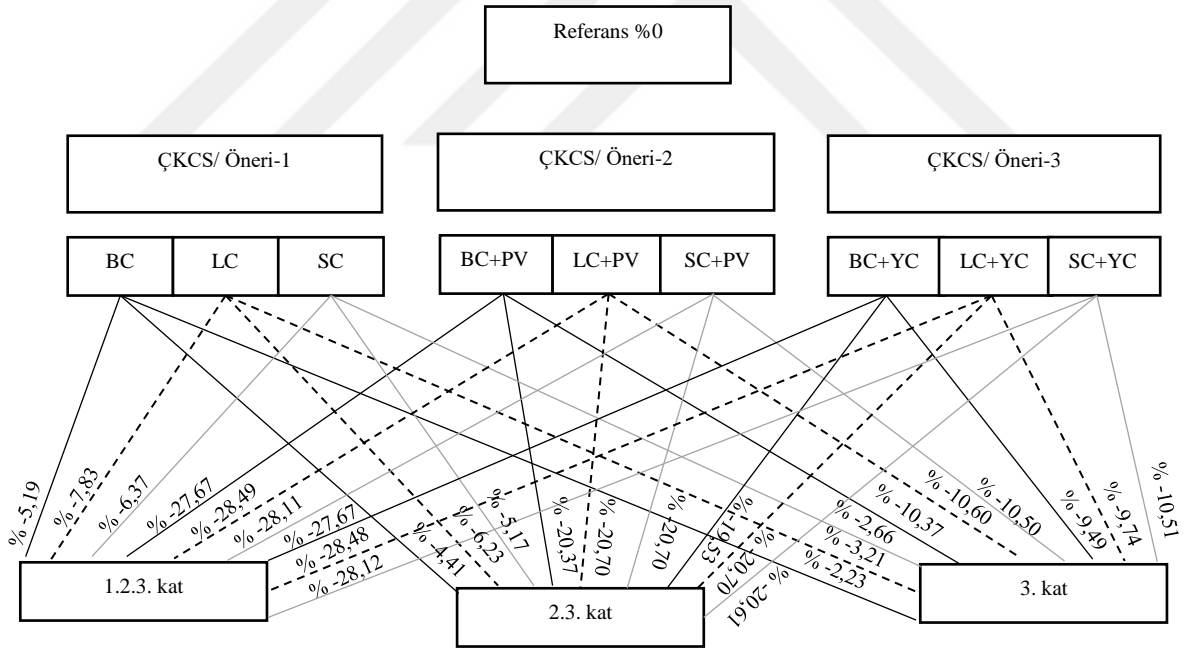 Referans %0
ÇKCS/ Öneri-1
ÇKCS/ Öneri-2
ÇKCS/ Öneri-3
BC
LC
SC
BC+PV
LC+PV
SC+PV
BC+YC
LC+YC
SC+YC
% -5,19
% -7,83
% -6,37
% -27,67
% -28,49
% -28,11
% -27,67
% -28,48
% -28,12
% -4,41
% -6,23
% -5,17
% -20,37
% -20,70
% -20,70
% -19,53
% -20,70
% -20,61
% -2,23
% -3,21
% -2,66
% -10,37
% -10,60
% -10,50
% -9,49
% -9,74
% -10,51
1.2.3. kat
2.3. kat
3. kat